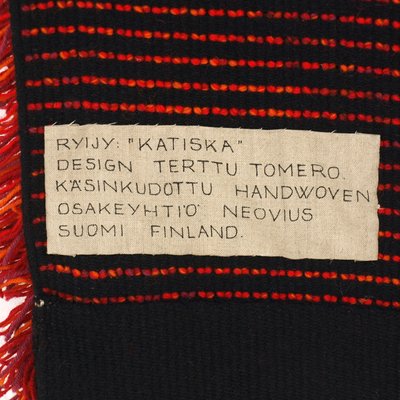 RYIJY: "KATISKA"
DESIGN TERTTU TOMERO.
KÄSINKUDOTTU HANDWOVEN
OSAKEYHTIÖ NEOVIUS
SUOMI FINLAND.